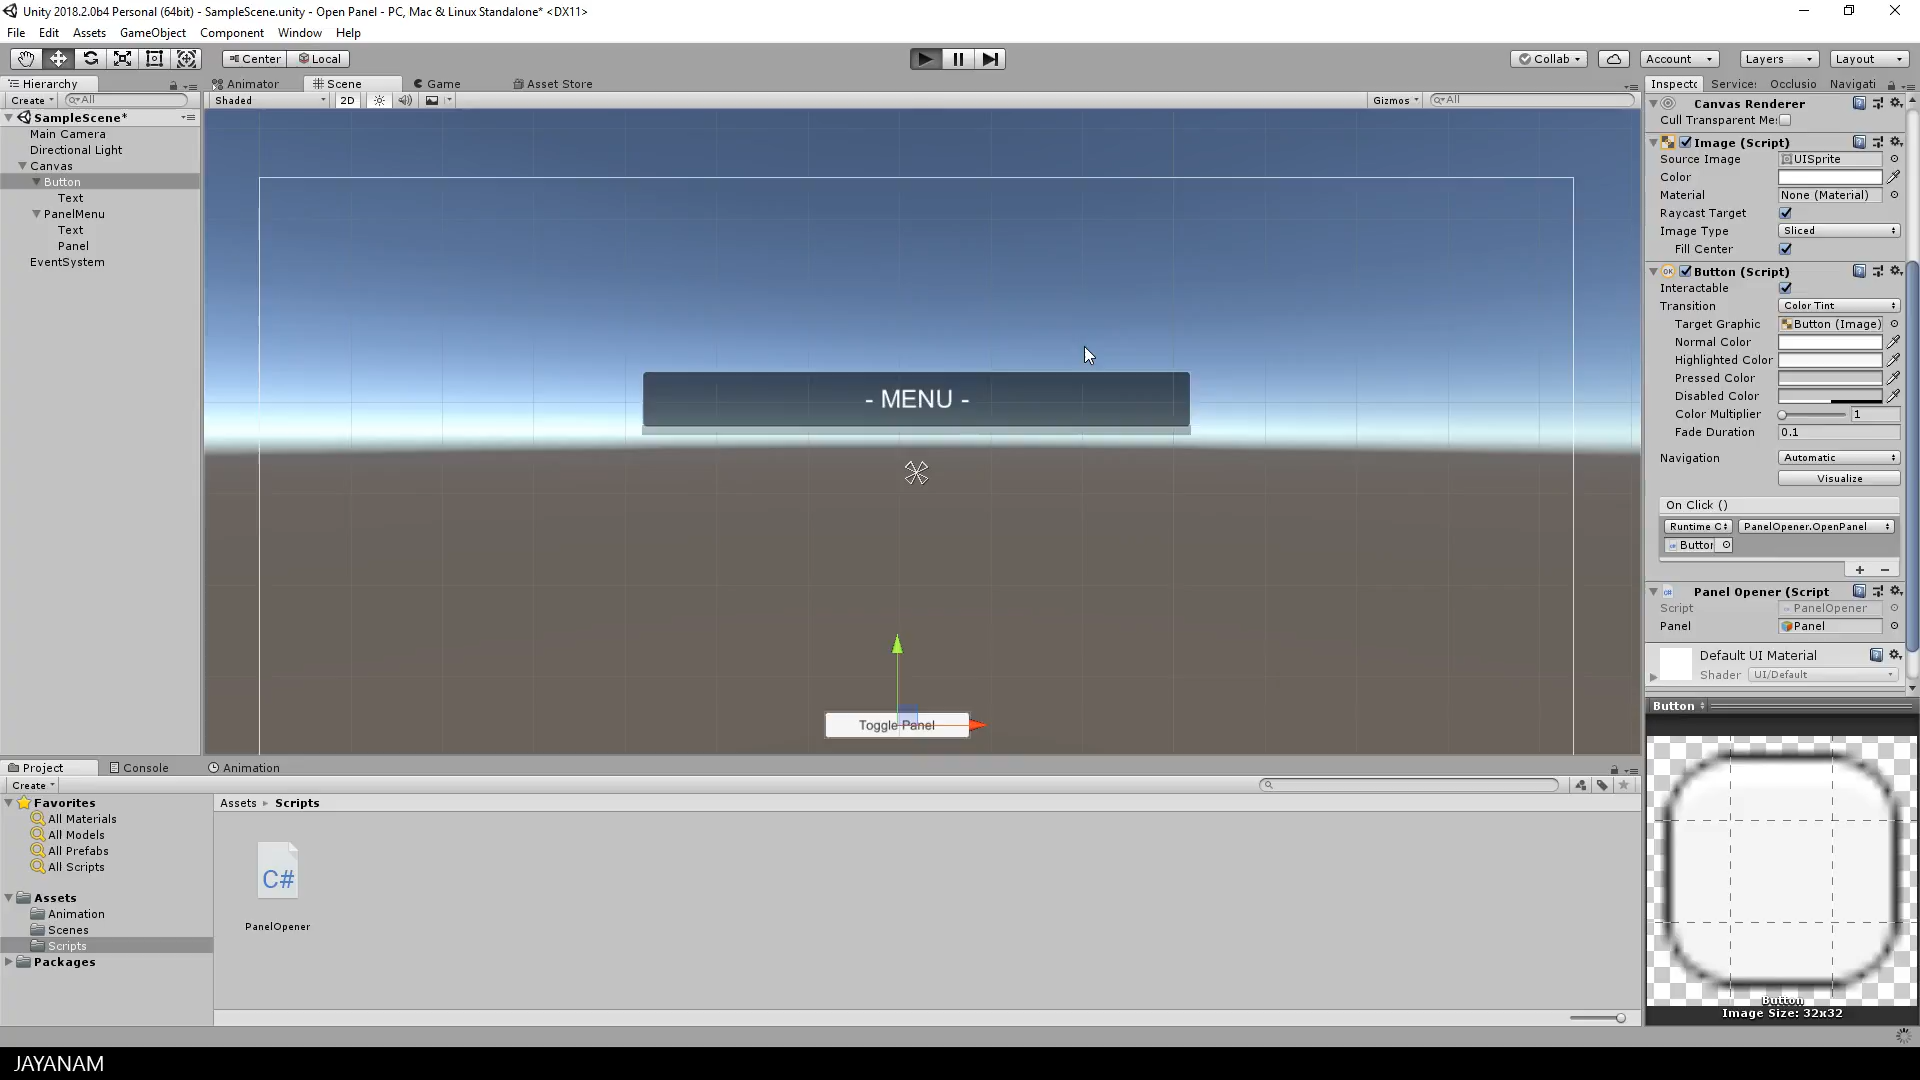 Unity 2018.2.0b4 Personal (64bit) - SampleScene.unity - Open Panel - PC, Mac & Linux Standalone* <DX11>
File Edit Assets GameObject Component Window Help
Center Local Collab Account Layers Layout
Hierarchy
Create All
SampleScene*
Main Camera
Directional Light
Canvas
Button
Text
PanelMenu
Text
Panel
EventSystem
Animator Scene Game Asset Store
Shaded 2D Gizmos All
- MENU -
Toggle Panel
Inspecto Service: Occlusio Navigati
Canvas Renderer
Cull Transparent Me:
Image (Script)
Source Image UISprite
Color
Material None (Material)
Raycast Target
Image Type Sliced
Fill Center
Button (Script)
Interactable
Transition Color Tint
Target Graphic Button (Image)
Normal Color
Highlighted Color
Pressed Color
Disabled Color
Color Multiplier 1
Fade Duration 0.1
Navigation Automatic
Visualize
On Click ()
Runtime C PanelOpener.OpenPanel
Buttor
+ −
Panel Opener (Script
Script PanelOpener
Panel Panel
Default UI Material
Shader UI/Default
Button
Button
Image Size: 32x32
Project Console Animation
Create
Favorites
All Materials
All Models
All Prefabs
All Scripts
Assets
Animation
Scenes
Scripts
Packages
Assets Scripts
C#
PanelOpener
JAYANAM